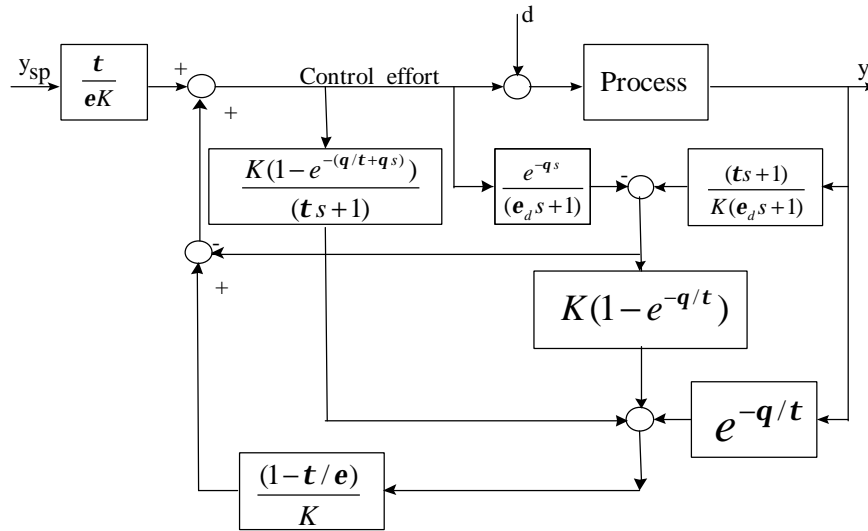 d
y_sp
t / eK
+
+
Control effort
Process
y
K(1-e^{-(q/t+qs)}) / (ts+1)
e^{-qs} / (e_d s+1)
-
(ts+1) / K(e_d s+1)
-
+
K(1-e^{-q/t})
e^{-q/t}
(1-t/e) / K